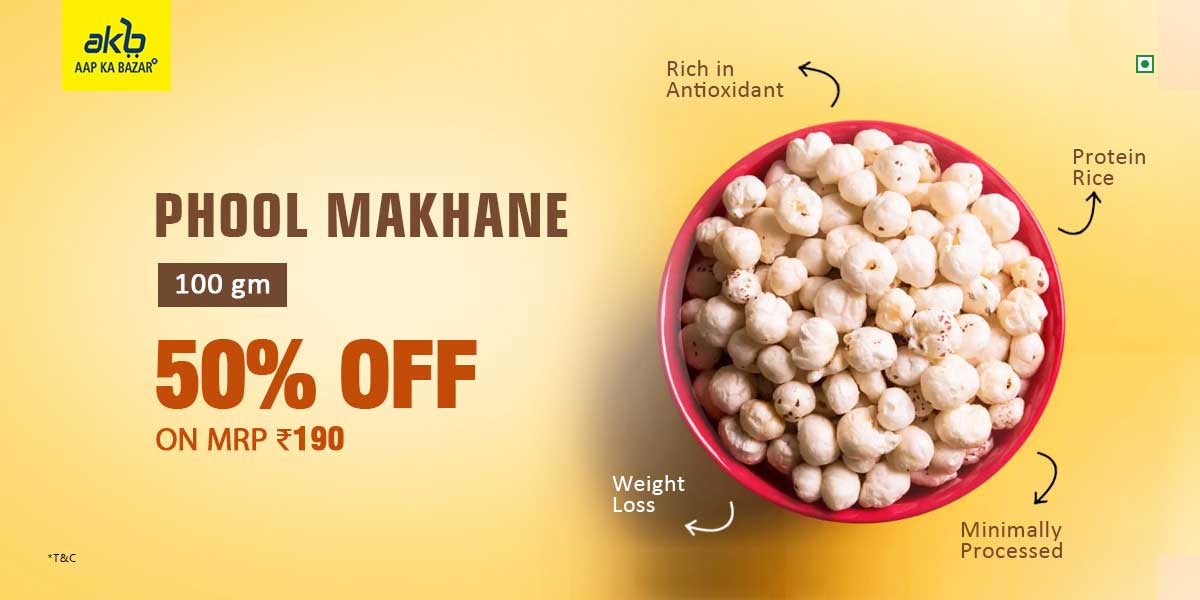 akb
AAP KA BAZAR
PHOOL MAKHANE
100 gm
50% OFF
ON MRP ₹190
*T&C
Rich in
Antioxidant
Protein
Rice
Weight
Loss
Minimally
Processed